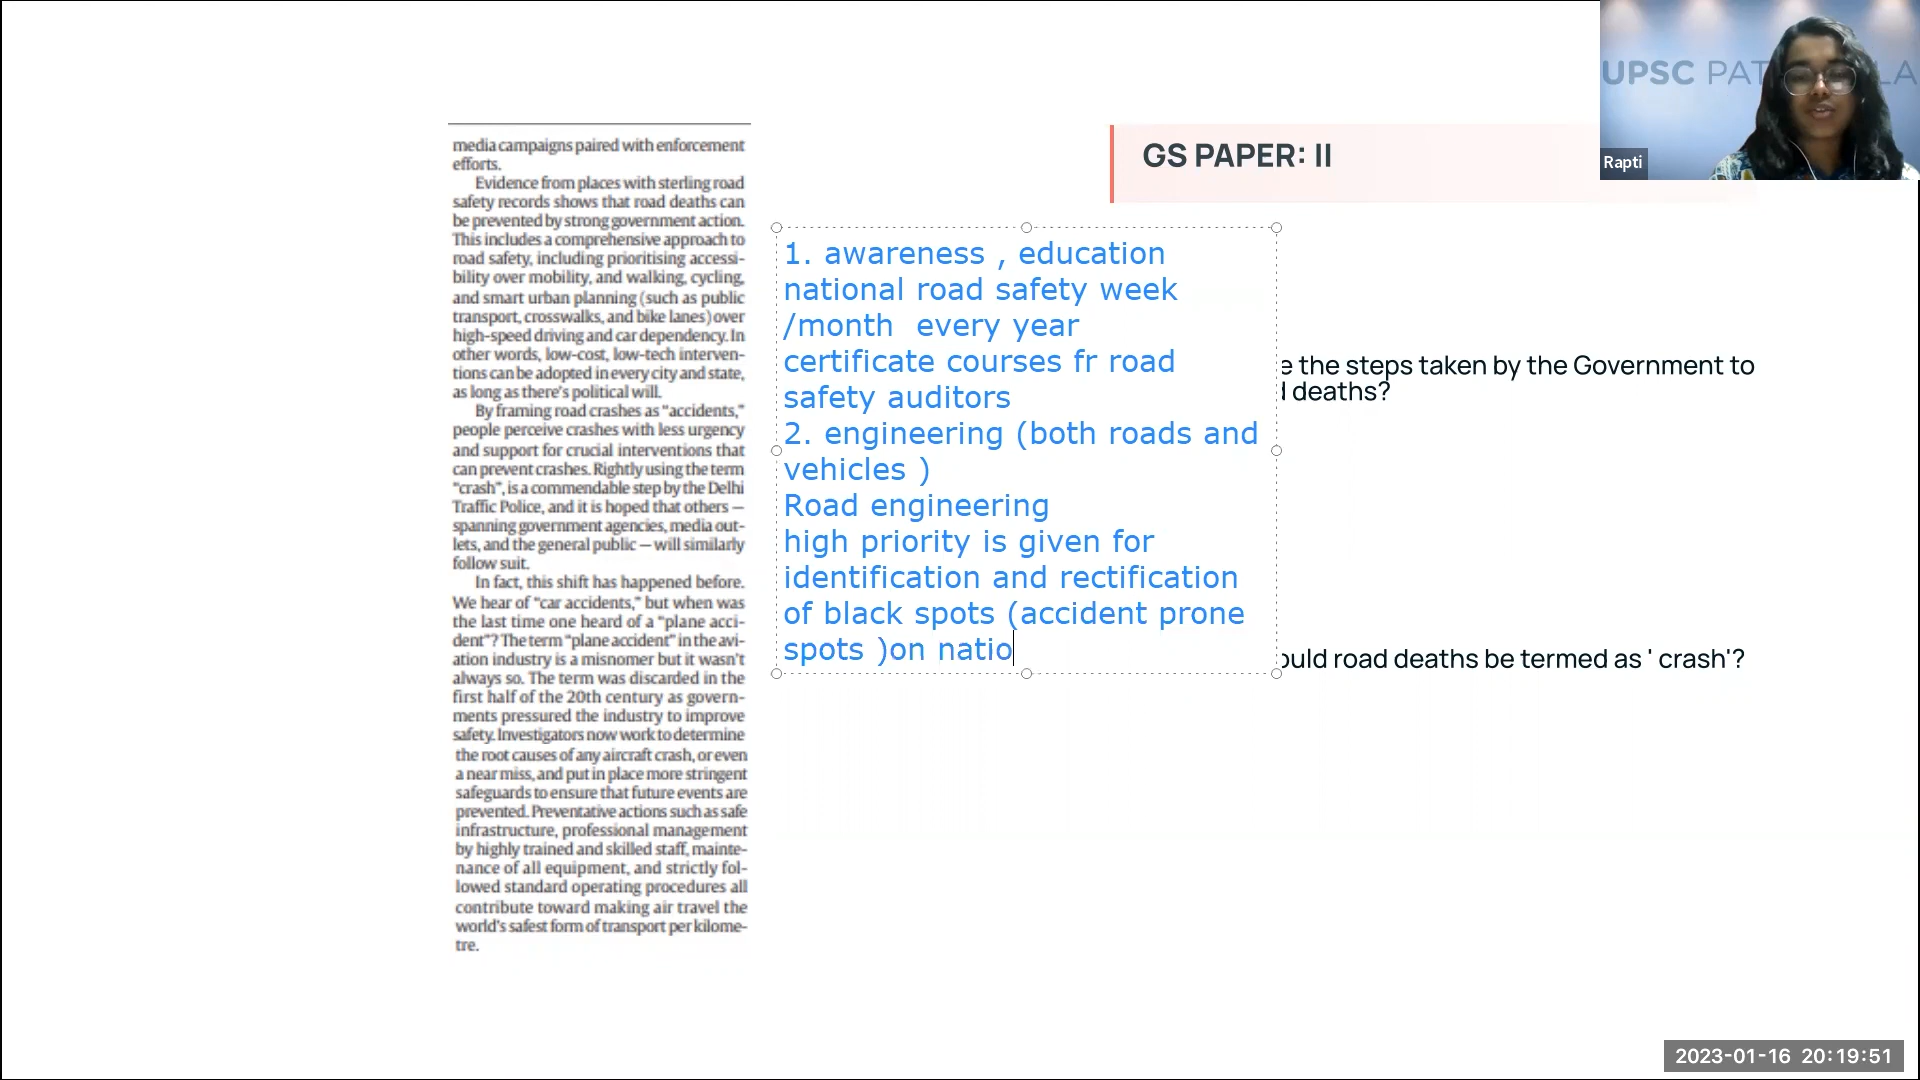 media campaigns paired with enforcement
efforts.
Evidence from places with sterling road
safety records shows that road deaths can
be prevented by strong government action.
This includes a comprehensive approach to
road safety, including prioritising accessi-
bility over mobility, and walking, cycling,
and smart urban planning (such as public
transport, crosswalks, and bike lanes) over
high-speed driving and car dependency. In
other words, low-cost, low-tech interven-
tions can be adopted in every city and state,
as long as there's political will.
By framing road crashes as "accidents,"
people perceive crashes with less urgency
and support for crucial interventions that
can prevent crashes. Rightly using the term
"crash", is a commendable step by the Delhi
Traffic Police, and it is hoped that others —
spanning government agencies, media out-
lets, and the general public — will similarly
follow suit.
In fact, this shift has happened before.
We hear of "car accidents," but when was
the last time one heard of a "plane acci-
dent"? The term "plane accident" in the avi-
ation industry is a misnomer but it wasn't
always so. The term was discarded in the
first half of the 20th century as govern-
ments pressured the industry to improve
safety. Investigators now work to determine
the root causes of any aircraft crash, or even
a near miss, and put in place more stringent
safeguards to ensure that future events are
prevented. Preventative actions such as safe
infrastructure, professional management
by highly trained and skilled staff, mainte-
nance of all equipment, and strictly fol-
lowed standard operating procedures all
contribute toward making air travel the
world's safest form of transport per kilome-
tre.
GS PAPER: II
1. awareness , education
national road safety week
/month  every year
certificate courses fr road
safety auditors
2. engineering (both roads and
vehicles )
Road engineering
high priority is given for
identification and rectification
of black spots (accident prone
spots )on natio
e the steps taken by the Government to
d deaths?
ould road deaths be termed as ' crash'?
UPSC PAT LA
Rapti
2023-01-16 20:19:51